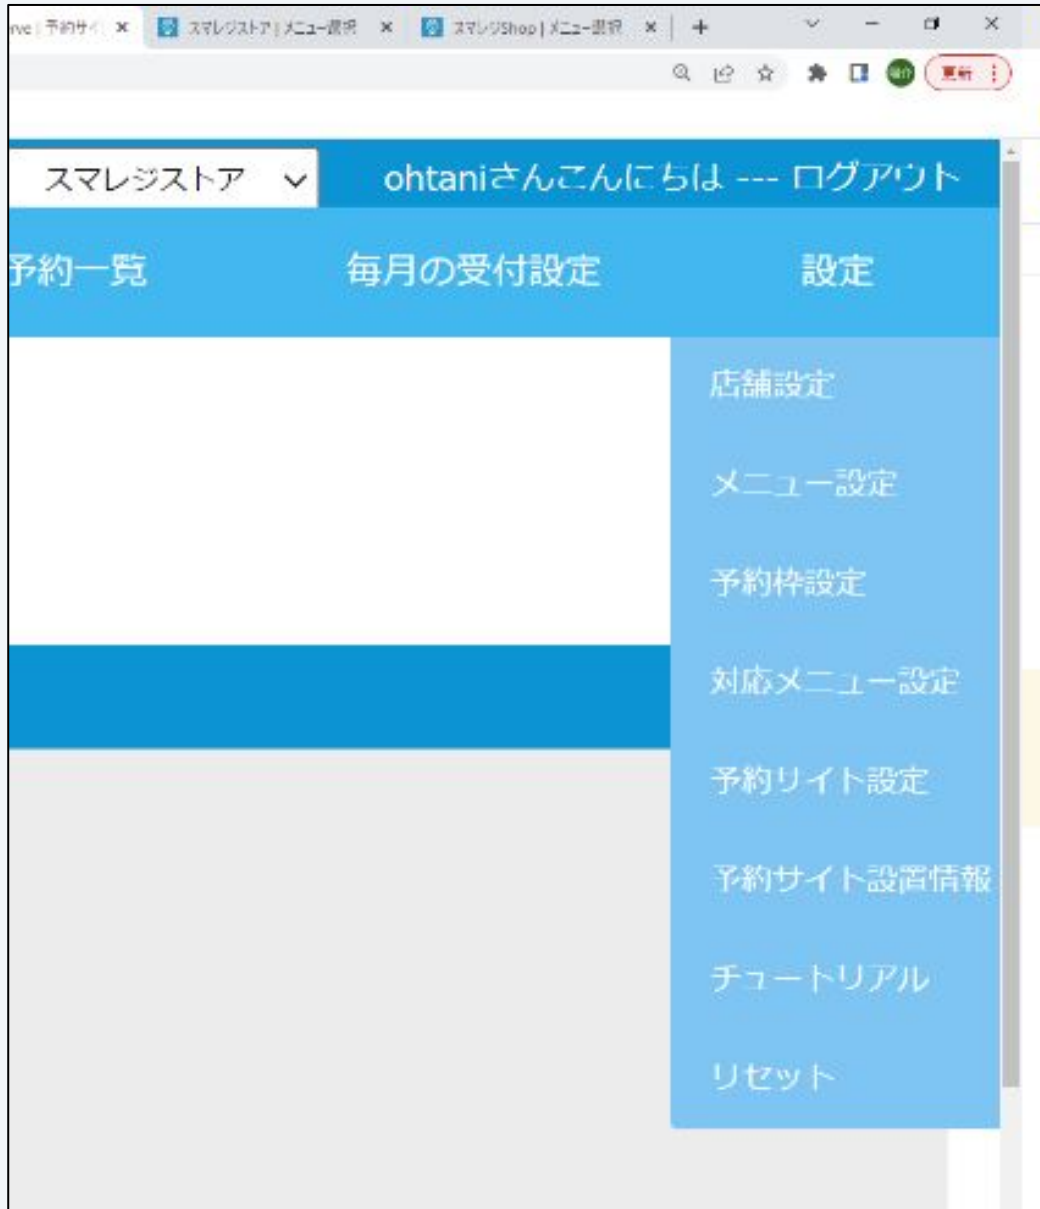 rve | 予約サイ
スマレジストア | メニュー選択
スマレジShop | メニュー選択
更新
スマレジストア
ohtaniさんこんにちは --- ログアウト
予約一覧
毎月の受付設定
設定
店舗設定
メニュー設定
予約枠設定
対応メニュー設定
予約リイト設定
予約サイト設置情報
チュートリアル
リセット